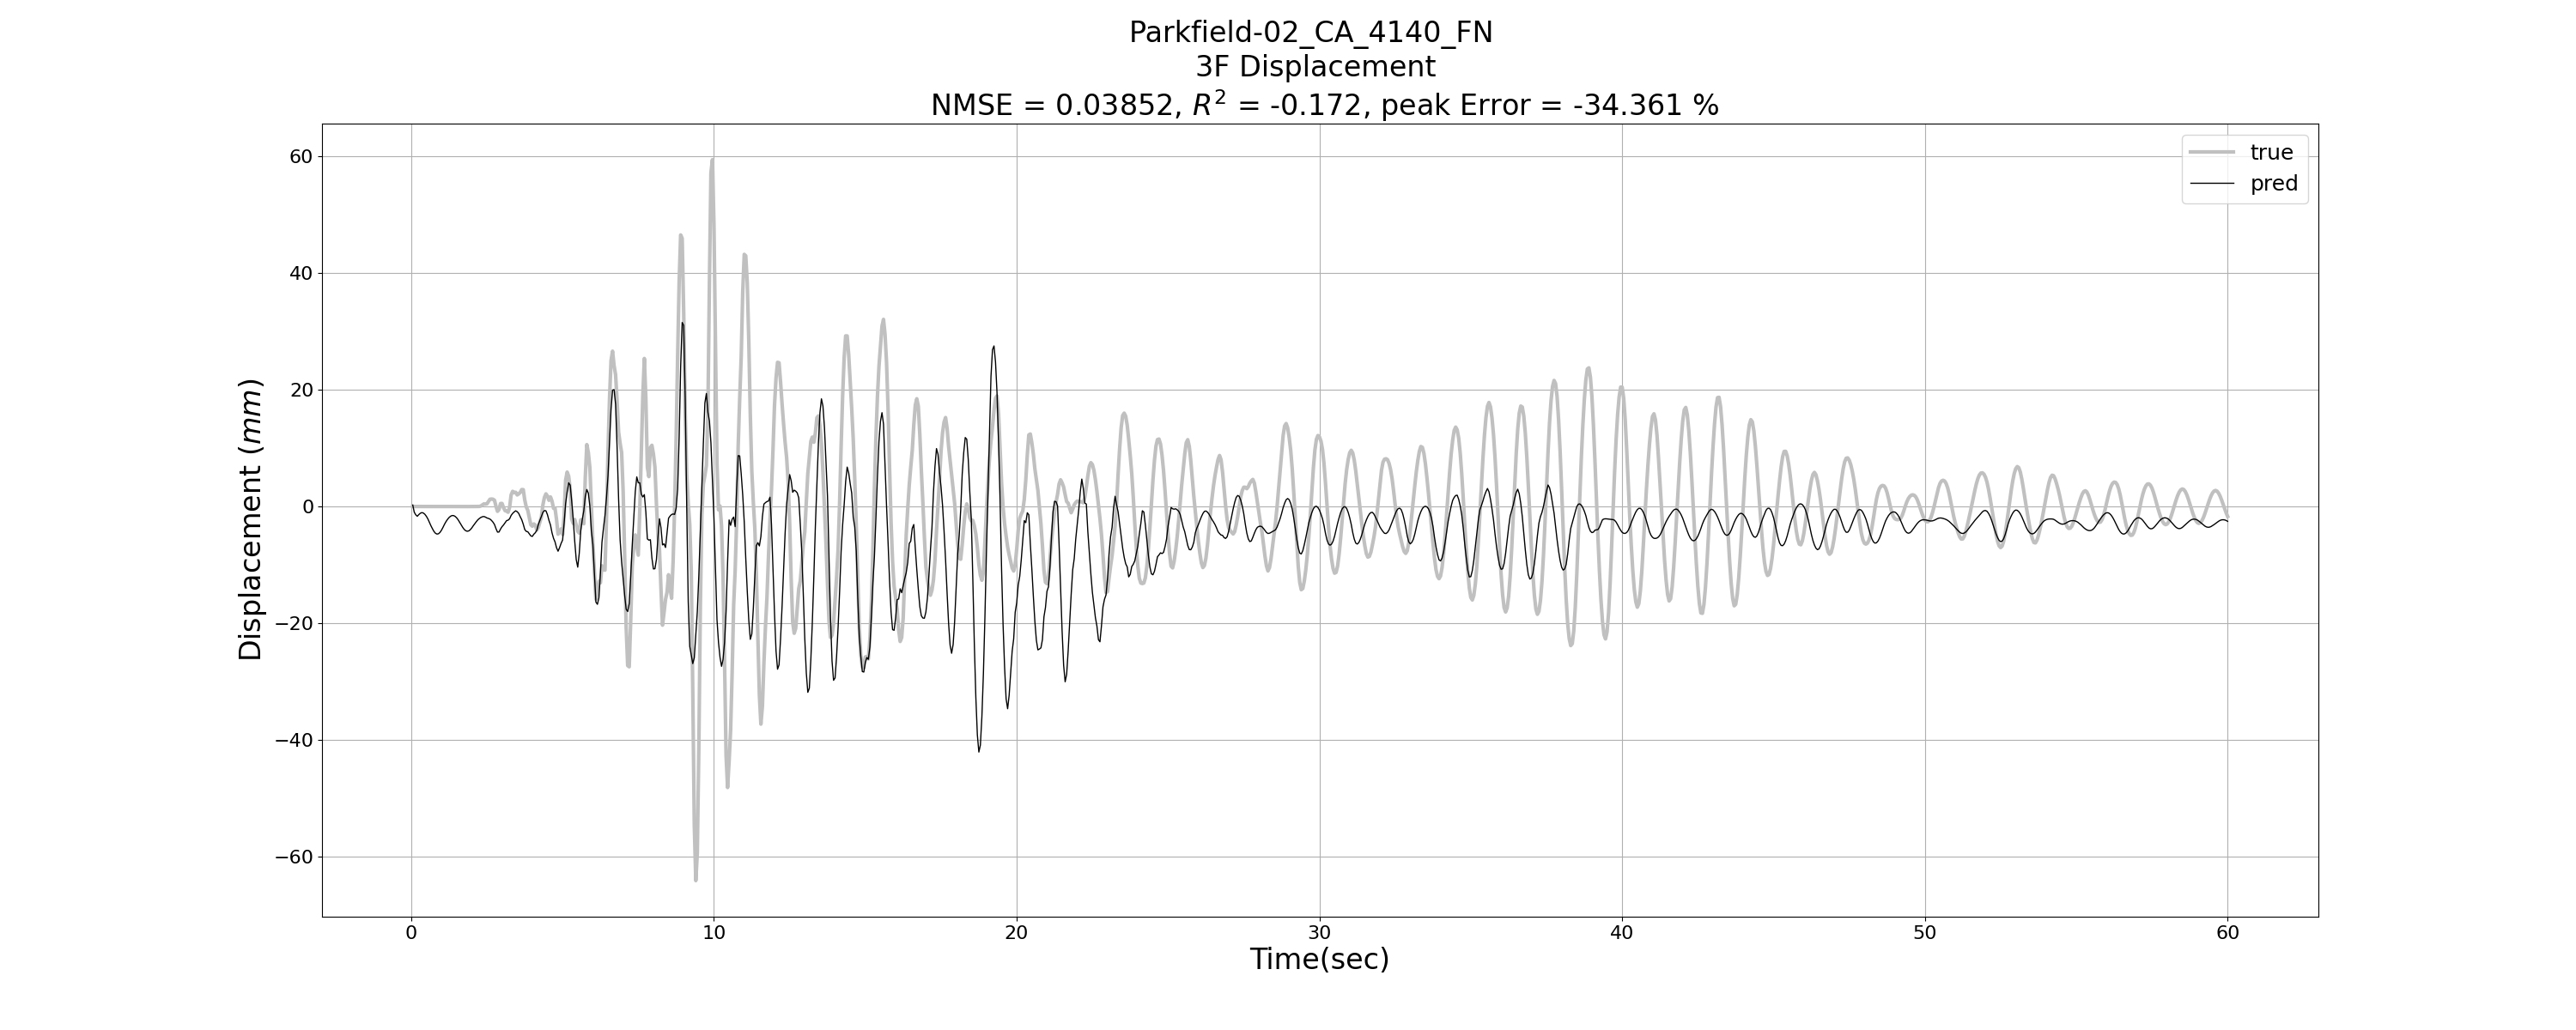 Parkfield-02_CA_4140_FN
3F Displacement
NMSE = 0.03852, R² = -0.172, peak Error = -34.361 %
true
pred
Displacement (mm)
60
40
20
0
−20
−40
−60
0 10 20 30 40 50 60
Time(sec)